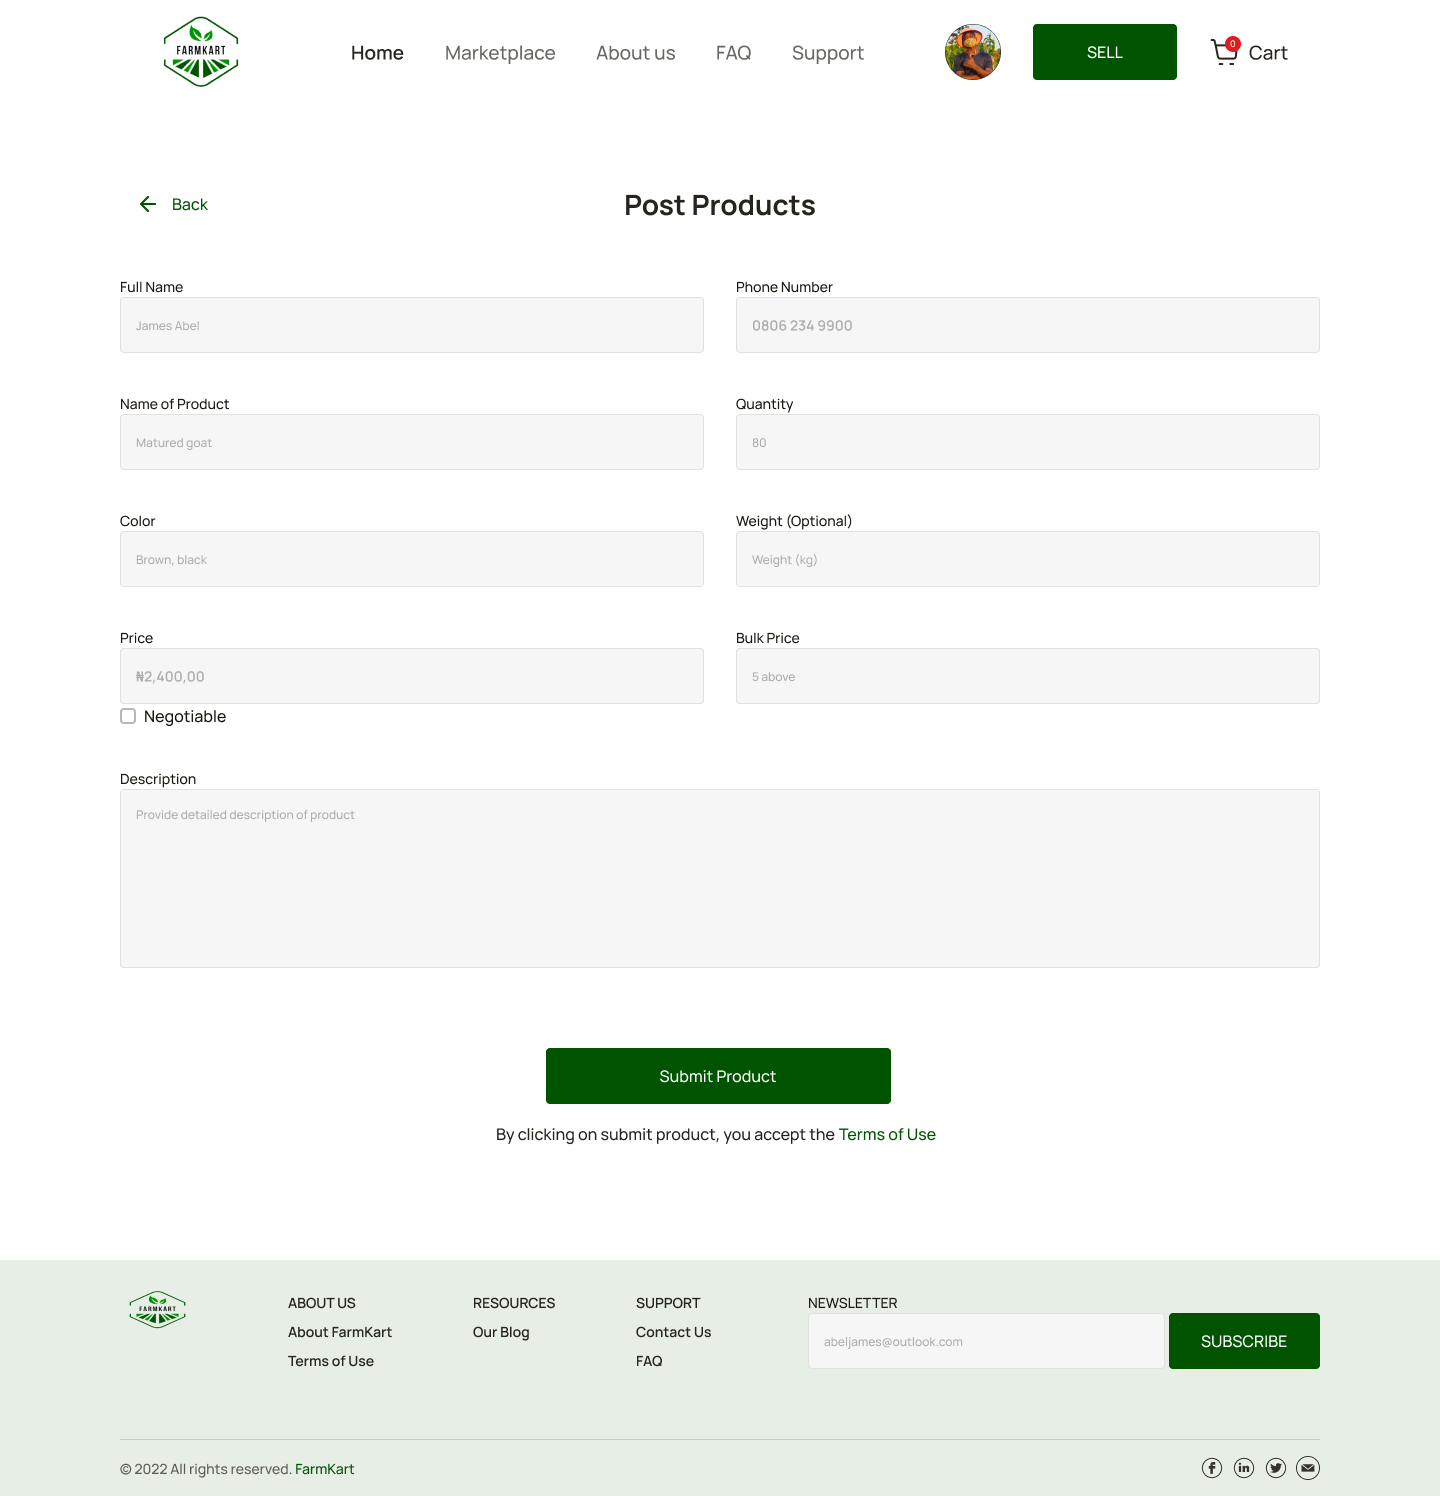 FARMKART
Home
Marketplace
About us
FAQ
Support
SELL
0
Cart
Back
Post Products
Full Name
Phone Number
James Abel
0806 234 9900
Name of Product
Quantity
Matured goat
80
Color
Weight (Optional)
Brown, black
Weight (kg)
Price
Bulk Price
₦2,400,00
5 above
Negotiable
Description
Provide detailed description of product
Submit Product
By clicking on submit product, you accept the Terms of Use
FARMKART
ABOUT US
About FarmKart
Terms of Use
RESOURCES
Our Blog
SUPPORT
Contact Us
FAQ
NEWSLETTER
abeljames@outlook.com
SUBSCRIBE
© 2022 All rights reserved. FarmKart